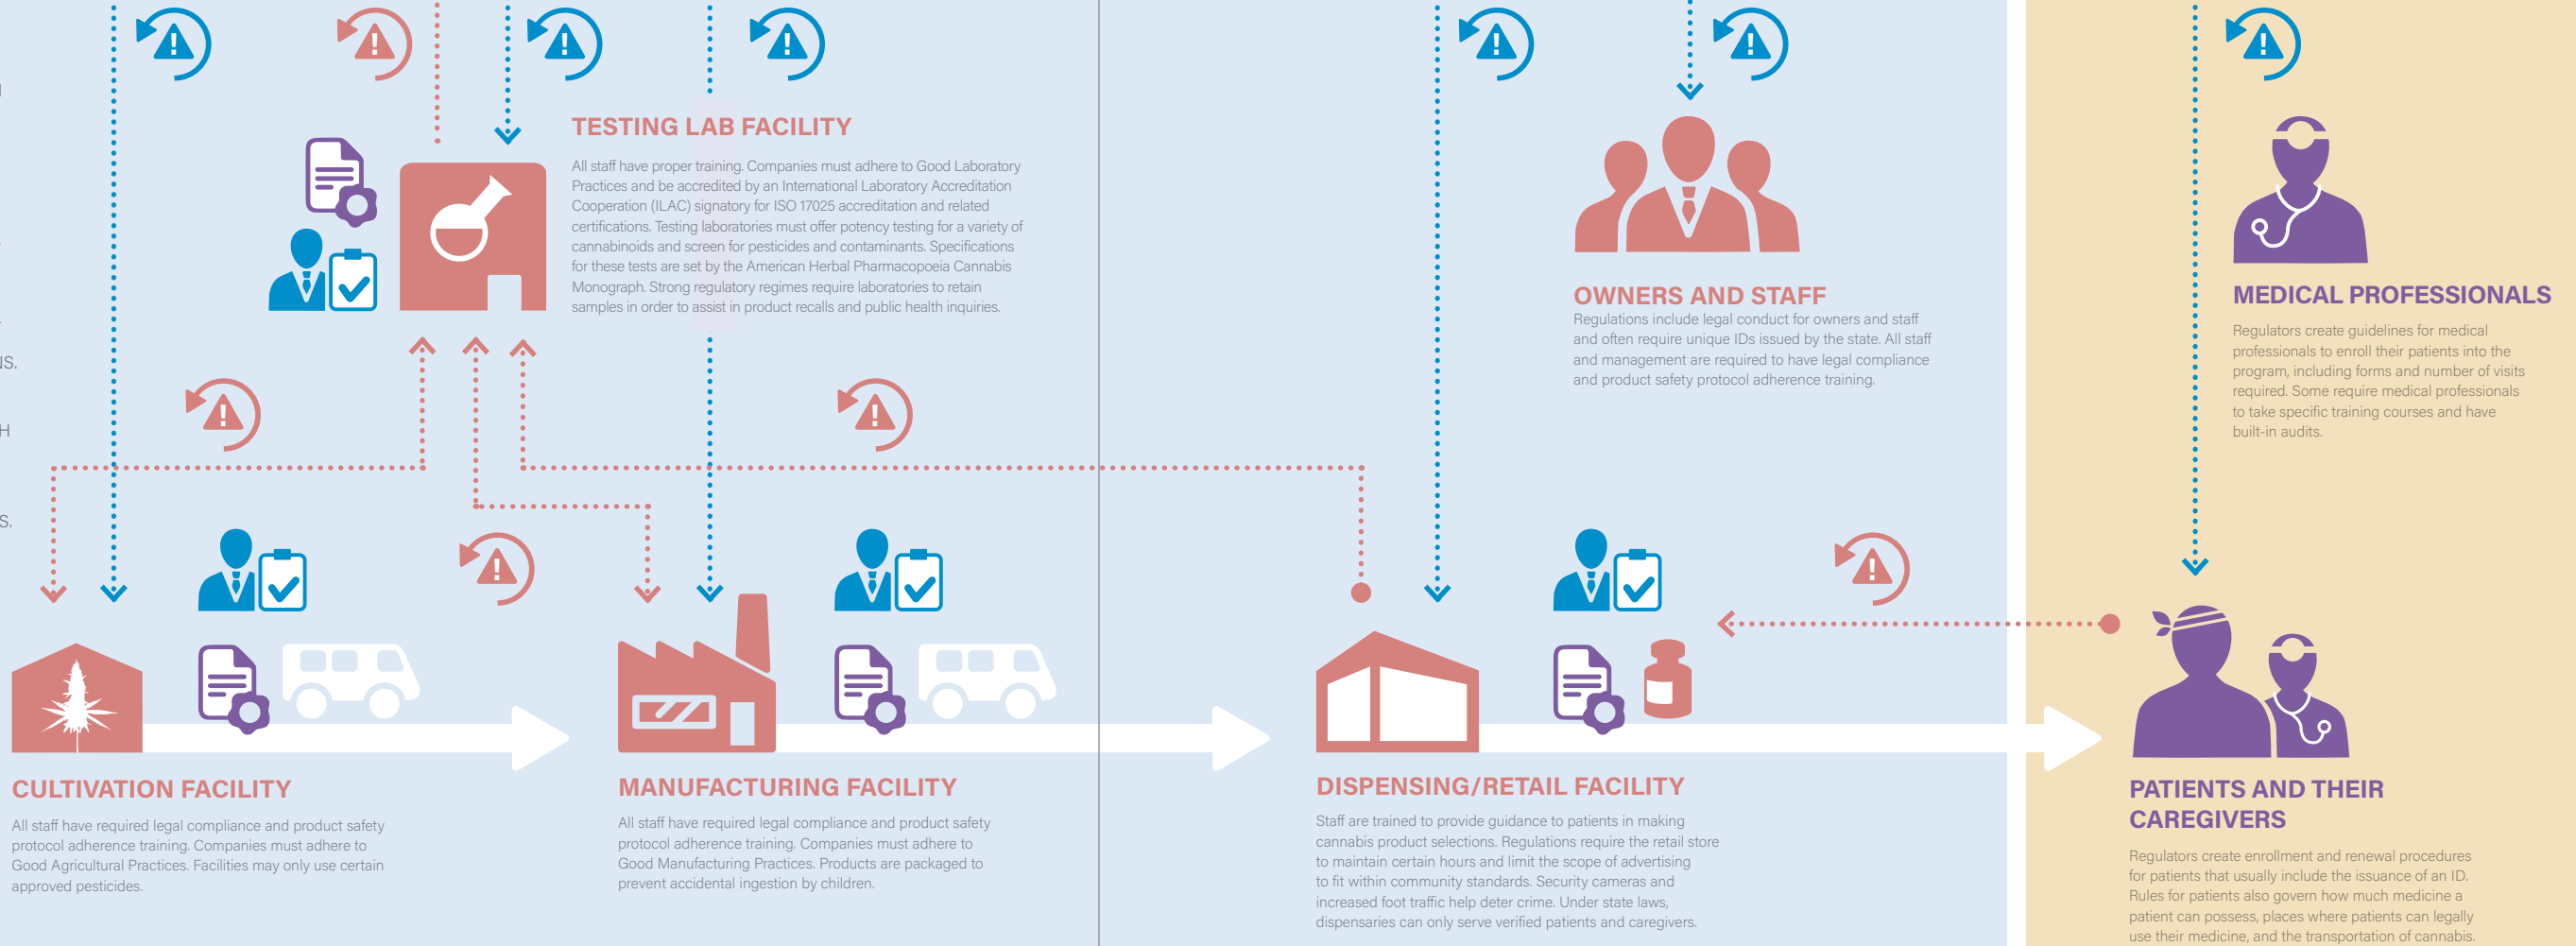 NS.
H
S.
TESTING LAB FACILITY
All staff have proper training. Companies must adhere to Good Laboratory
Practices and be accredited by an International Laboratory Accreditation
Cooperation (ILAC) signatory for ISO 17025 accreditation and related
certifications. Testing laboratories must offer potency testing for a variety of
cannabinoids and screen for pesticides and contaminants. Specifications
for these tests are set by the American Herbal Pharmacopoeia Cannabis
Monograph. Strong regulatory regimes require laboratories to retain
samples in order to assist in product recalls and public health inquiries.
OWNERS AND STAFF
Regulations include legal conduct for owners and staff
and often require unique IDs issued by the state. All staff
and management are required to have legal compliance
and product safety protocol adherence training.
MEDICAL PROFESSIONALS
Regulators create guidelines for medical
professionals to enroll their patients into the
program, including forms and number of visits
required. Some require medical professionals
to take specific training courses and have
built-in audits.
CULTIVATION FACILITY
All staff have required legal compliance and product safety
protocol adherence training. Companies must adhere to
Good Agricultural Practices. Facilities may only use certain
approved pesticides.
MANUFACTURING FACILITY
All staff have required legal compliance and product safety
protocol adherence training. Companies must adhere to
Good Manufacturing Practices. Products are packaged to
prevent accidental ingestion by children.
DISPENSING/RETAIL FACILITY
Staff are trained to provide guidance to patients in making
cannabis product selections. Regulations require the retail store
to maintain certain hours and limit the scope of advertising
to fit within community standards. Security cameras and
increased foot traffic help deter crime. Under state laws,
dispensaries can only serve verified patients and caregivers.
PATIENTS AND THEIR
CAREGIVERS
Regulators create enrollment and renewal procedures
for patients that usually include the issuance of an ID.
Rules for patients also govern how much medicine a
patient can possess, places where patients can legally
use their medicine, and the transportation of cannabis.